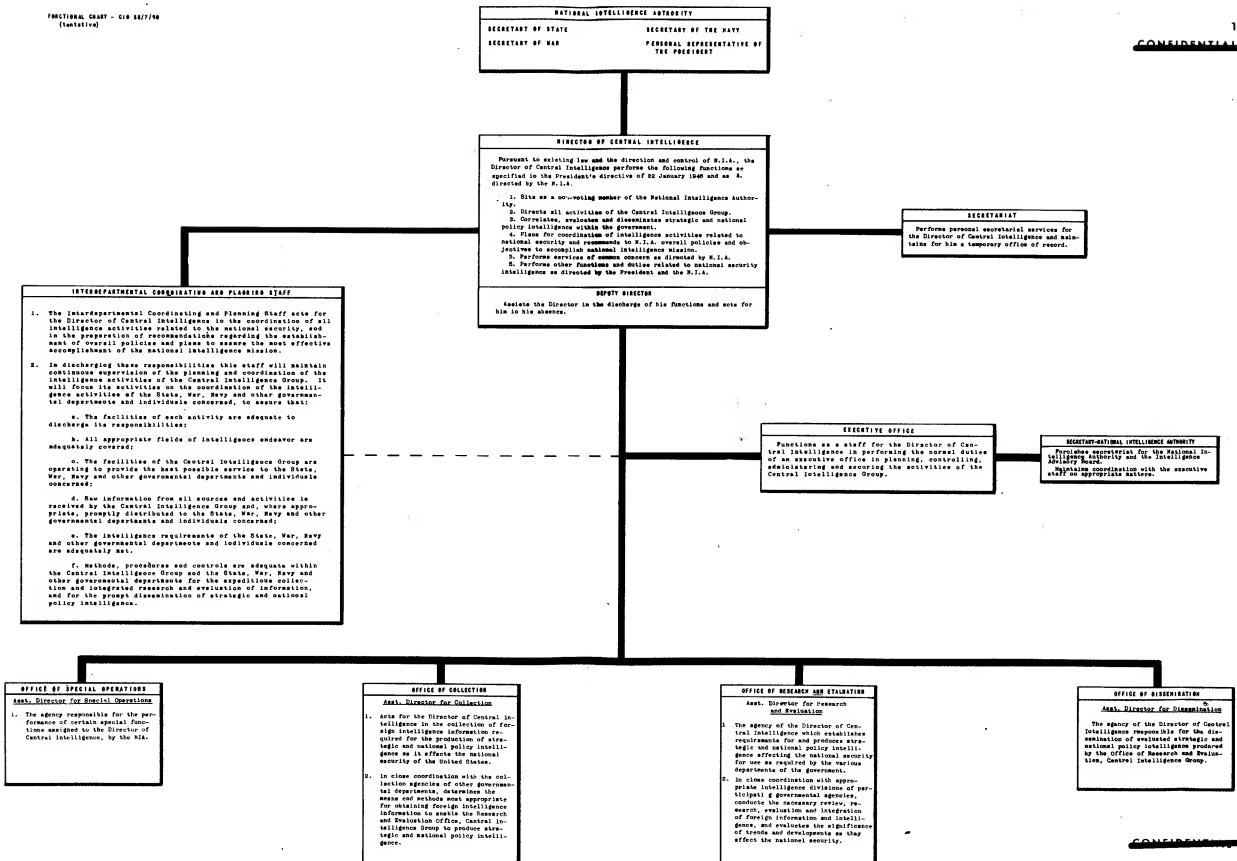 FUNCTIONAL CHART - CIG
(tentative)
1
CONFIDENTIAL
NATIONAL INTELLIGENCE AUTHORITY
SECRETARY OF STATE SECRETARY OF THE NAVY
SECRETARY OF WAR PERSONAL REPRESENTATIVE OF
THE PRESIDENT
DIRECTOR OF CENTRAL INTELLIGENCE
Pursuant to existing law and the direction and control of N.I.A., the
Director of Central Intelligence performs the following functions as
specified in the President's directive of 22 January 1946 and as A.
directed by the N.I.A.
1. Sits as a non-voting member of the National Intelligence Author-
ity.
2. Directs all activities of the Central Intelligence Group.
3. Correlates, evaluates and disseminates strategic and national
policy intelligence within the government.
4. Plans for coordination of intelligence activities related to
national security and recommends to N.I.A. overall policies and ob-
jectives to accomplish national intelligence mission.
5. Performs services of common concern as directed by N.I.A.
6. Performs other functions and duties related to national security
intelligence as directed by the President and the N.I.A.
DEPUTY DIRECTOR
Assists the Director in the discharge of his functions and acts for
him in his absence.
SECRETARIAT
Performs personal secretarial services for
the Director of Central Intelligence and main-
tains for him a temporary office of record.
INTERDEPARTMENTAL COORDINATING AND PLANNING STAFF
1. The Interdepartmental Coordinating and Planning Staff acts for
the Director of Central Intelligence in the coordination of all
intelligence activities related to the national security, and
in the preparation of recommendations regarding the establish-
ment of overall policies and plans to assure the most effective
accomplishment of the national intelligence mission.
2. In discharging these responsibilities this staff will maintain
continuous supervision of the planning and coordination of the
intelligence activities of the Central Intelligence Group. It
will focus its activities on the coordination of the intelli-
gence activities of the State, War, Navy and other governmen-
tal departments and individuals concerned, to assure that:
a. The facilities of each activity are adequate to
discharge its responsibilities;
b. All appropriate fields of intelligence endeavor are
adequately covered;
c. The facilities of the Central Intelligence Group are
operating to provide the best possible service to the State,
War, Navy and other governmental departments and individuals
concerned;
d. Raw information from all sources and activities is
received by the Central Intelligence Group and, where appro-
priate, promptly distributed to the State, War, Navy and other
governmental departments and individuals concerned;
e. The intelligence requirements of the State, War, Navy
and other governmental departments and individuals concerned
are adequately met.
f. Methods, procedures and controls are adequate within
the Central Intelligence Group and the State, War, Navy and
other governmental departments for the expeditious collec-
tion and integrated research and evaluation of information,
and for the prompt dissemination of strategic and national
policy intelligence.
EXECUTIVE OFFICE
Functions as a staff for the Director of Cen-
tral Intelligence in performing the normal duties
of an executive office in planning, controlling,
administering and securing the activities of the
Central Intelligence Group.
SECRETARY-NATIONAL INTELLIGENCE AUTHORITY
Furnishes secretariat for the National In-
telligence Authority and the Intelligence
Advisory Board.
Maintains coordination with the executive
staff on appropriate matters.
OFFICE OF SPECIAL OPERATIONS
Asst. Director for Special Operations
1. The agency responsible for the per-
formance of certain special func-
tions assigned to the Director of
Central Intelligence, by the NIA.
OFFICE OF COLLECTION
Asst. Director for Collection
1. Acts for the Director of Central In-
telligence in the collection of for-
eign intelligence information re-
quired for the production of stra-
tegic and national policy intelli-
gence as it affects the national
security of the United States.
2. In close coordination with the col-
lection agencies of other governmen-
tal departments, determines the
means and methods most appropriate
for obtaining foreign intelligence
information to enable the Research
and Evaluation Office, Central In-
telligence Group to produce stra-
tegic and national policy intelli-
gence.
OFFICE OF RESEARCH AND EVALUATION
Asst. Director for Research
and Evaluation
1 The agency of the Director of Cen-
tral Intelligence which establishes
requirements for and produces stra-
tegic and national policy intelli-
gence affecting the national security
for use as required by the various
departments of the government.
2. In close coordination with appro-
priate intelligence divisions of par-
ticipati g governmental agencies,
conducts the necessary review, re-
search, evaluation and integration
of foreign information and intelli-
gence, and evaluates the significance
of trends and developments as they
affect the national security.
OFFICE OF DISSEMINATION
Asst. Director for Dissemination
The agency of the Director of Central
Intelligence responsible for the dis-
semination of evaluated strategic and
national policy intelligence produced
by the Office of Research and Evalua-
tion, Central Intelligence Group.
CONFIDENTIAL